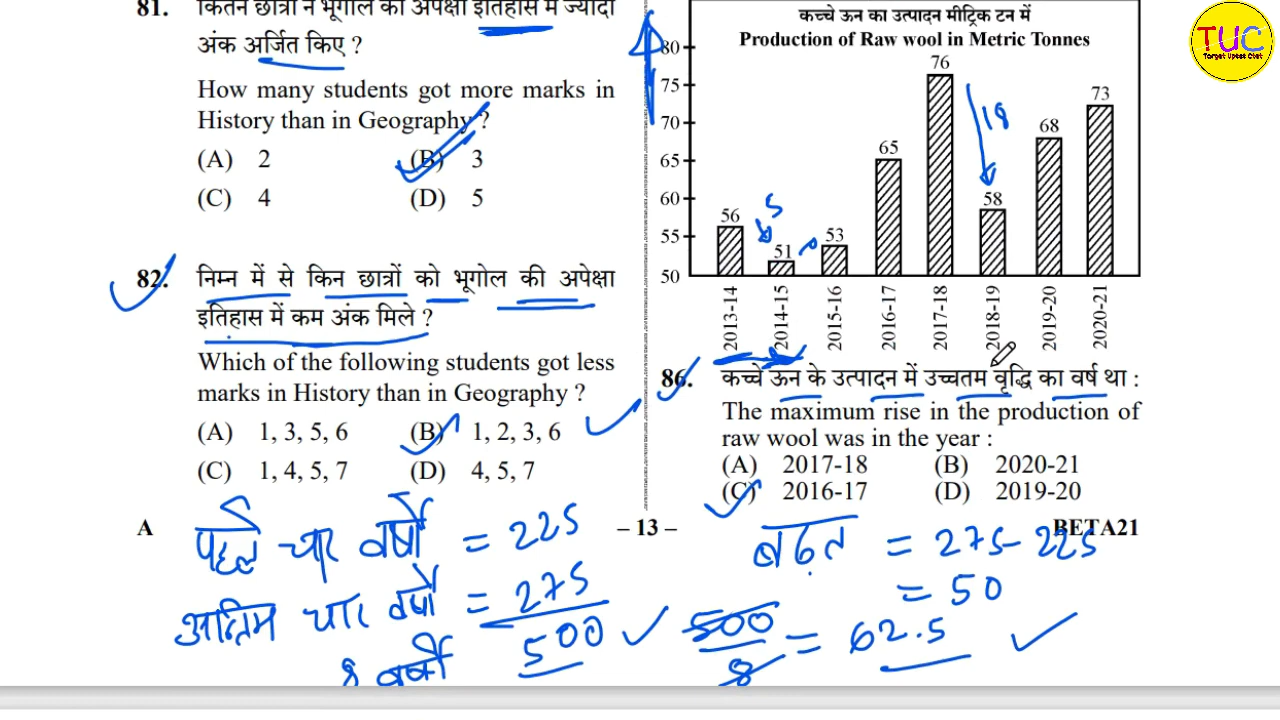 81. कितने छात्रों ने भूगोल की अपेक्षा इतिहास में ज्यादा
अंक अर्जित किए ?
How many students got more marks in
History than in Geography ?
(A) 2 (B) 3
(C) 4 (D) 5
82. निम्न में से किन छात्रों को भूगोल की अपेक्षा
इतिहास में कम अंक मिले ?
Which of the following students got less
marks in History than in Geography ?
(A) 1, 3, 5, 6 (B) 1, 2, 3, 6
(C) 1, 4, 5, 7 (D) 4, 5, 7
कच्चे ऊन का उत्पादन मीट्रिक टन में
Production of Raw wool in Metric Tonnes
80
75
70
65
60
55
50
56 51 53 65 76 58 68 73
5 18
2013-14 2014-15 2015-16 2016-17 2017-18 2018-19 2019-20 2020-21
86. कच्चे ऊन के उत्पादन में उच्चतम वृद्धि का वर्ष था :
The maximum rise in the production of
raw wool was in the year :
(A) 2017-18 (B) 2020-21
(C) 2016-17 (D) 2019-20
A – 13 – BETA21
पहले चार वर्षों = 225
अन्तिम चार वर्षों = 275
8 वर्षों 500
बढ़त = 275-225
= 50
500/8 = 62.5
TUC
Target Upess Ctet